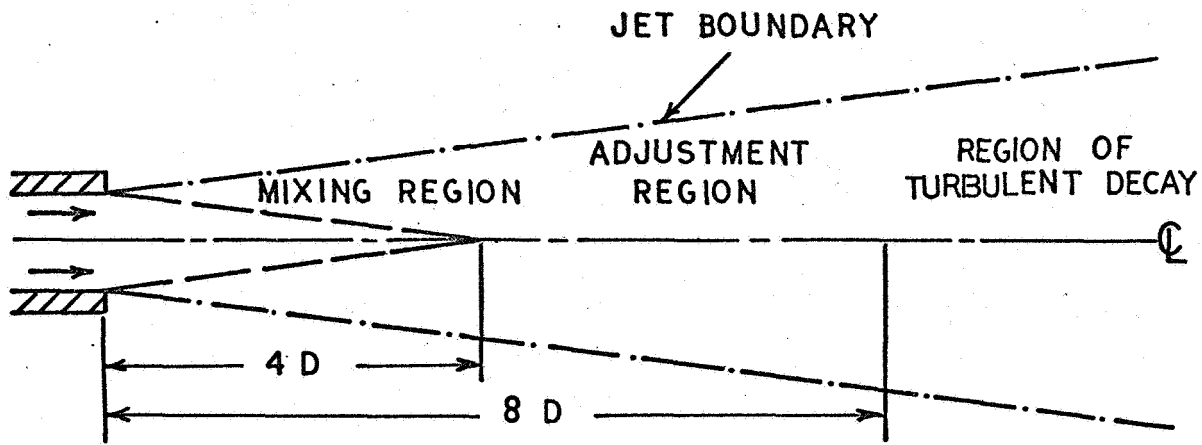 JET BOUNDARY
ADJUSTMENT
REGION
REGION OF
TURBULENT DECAY
MIXING REGION
℄
4 D
8 D